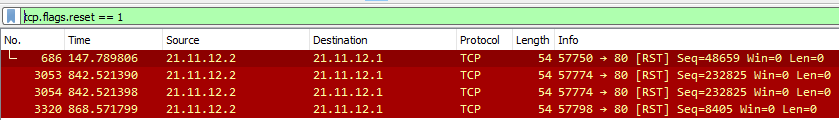 tcp.flags.reset == 1
No. Time Source Destination Protocol Length Info
686 147.789806 21.11.12.2 21.11.12.1 TCP 54 57750 → 80 [RST] Seq=48659 Win=0 Len=0
3053 842.521390 21.11.12.2 21.11.12.1 TCP 54 57774 → 80 [RST] Seq=232825 Win=0 Len=0
3054 842.521398 21.11.12.2 21.11.12.1 TCP 54 57774 → 80 [RST] Seq=232825 Win=0 Len=0
3320 868.571799 21.11.12.2 21.11.12.1 TCP 54 57798 → 80 [RST] Seq=8405 Win=0 Len=0